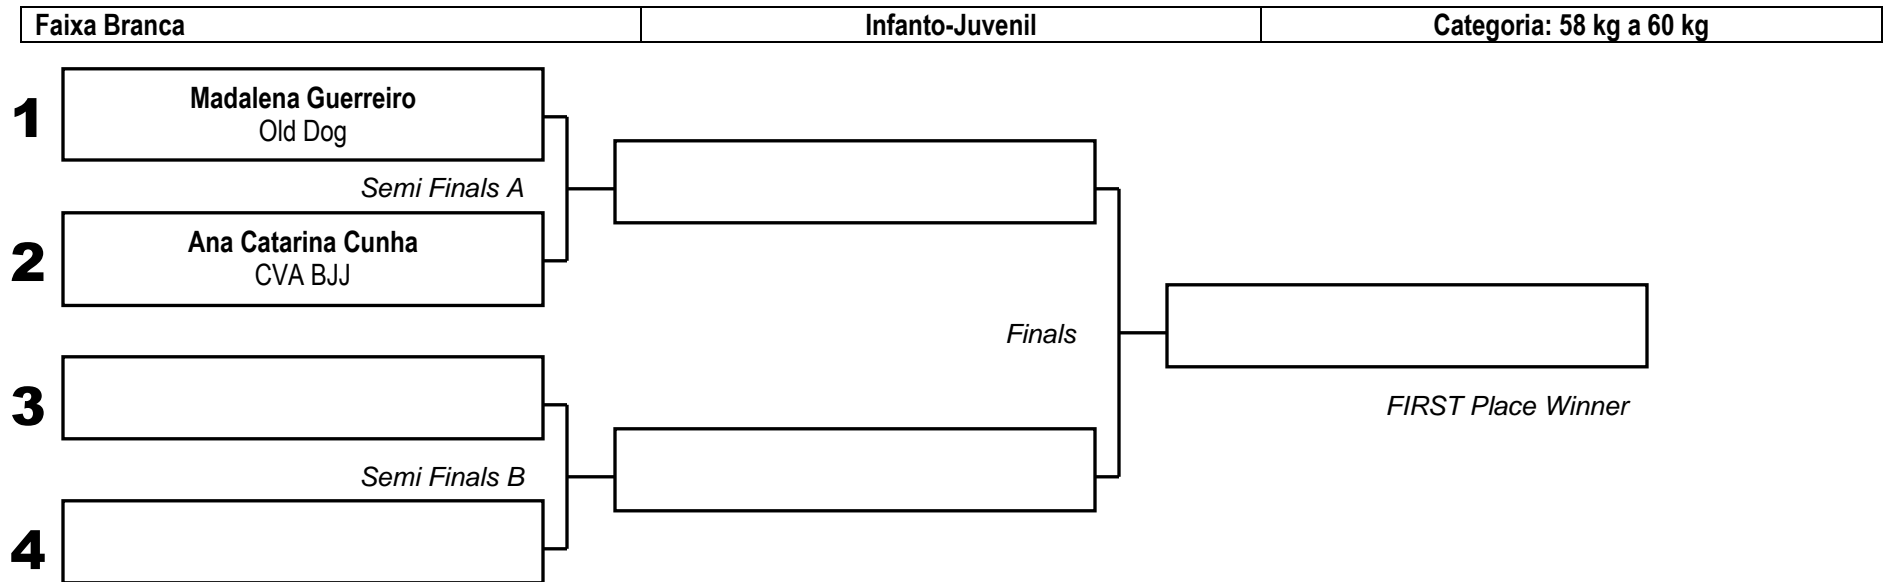 Faixa Branca
Infanto-Juvenil
Categoria: 58 kg a 60 kg
1
Madalena Guerreiro
Old Dog
Semi Finals A
2
Ana Catarina Cunha
CVA BJJ
Finals
FIRST Place Winner
3
Semi Finals B
4